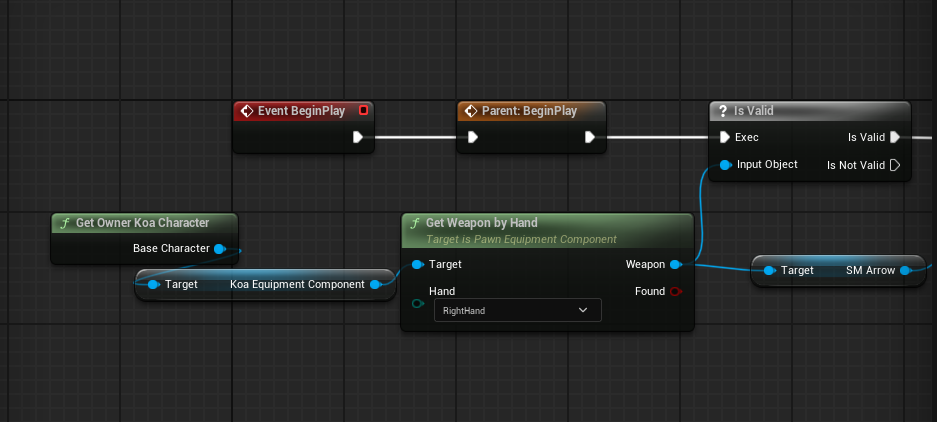 Event BeginPlay
Parent: BeginPlay
? Is Valid
Exec
Is Valid
Input Object
Is Not Valid
f Get Owner Koa Character
Base Character
Target
Koa Equipment Component
f Get Weapon by Hand
Target is Pawn Equipment Component
Target
Weapon
Hand
Found
RightHand
Target
SM Arrow